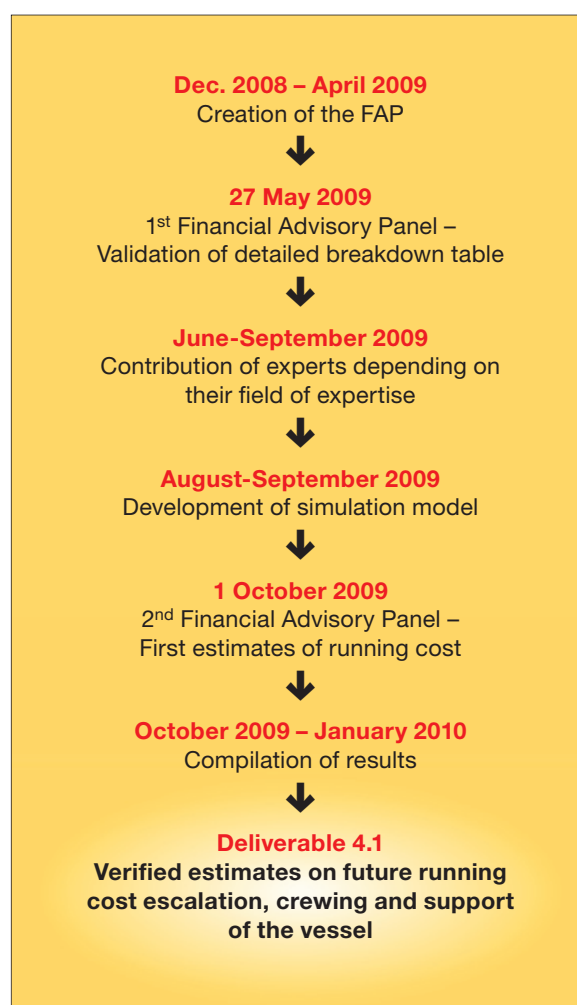 Dec. 2008 – April 2009
Creation of the FAP
27 May 2009
1st Financial Advisory Panel –
Validation of detailed breakdown table
June-September 2009
Contribution of experts depending on
their field of expertise
August-September 2009
Development of simulation model
1 October 2009
2nd Financial Advisory Panel –
First estimates of running cost
October 2009 – January 2010
Compilation of results
Deliverable 4.1
Verified estimates on future running
cost escalation, crewing and support
of the vessel